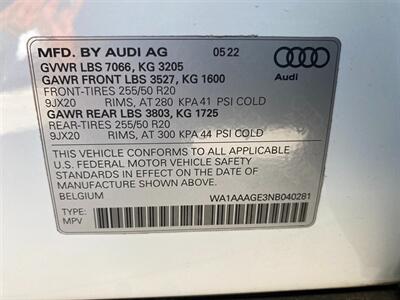 MFD. BY AUDI AG 05 22
GVWR LBS 7066, KG 3205
GAWR FRONT LBS 3527, KG 1600
FRONT-TIRES 255/50 R20
9JX20 RIMS, AT 280 KPA 41 PSI COLD
GAWR REAR LBS 3803, KG 1725
REAR-TIRES 255/50 R20
9JX20 RIMS, AT 300 KPA 44 PSI COLD
Audi
THIS VEHICLE CONFORMS TO ALL APPLICABLE
U.S. FEDERAL MOTOR VEHICLE SAFETY
STANDARDS IN EFFECT ON THE DATE OF
MANUFACTURE SHOWN ABOVE.
BELGIUM WA1AAAGE3NB040281
TYPE:
MPV